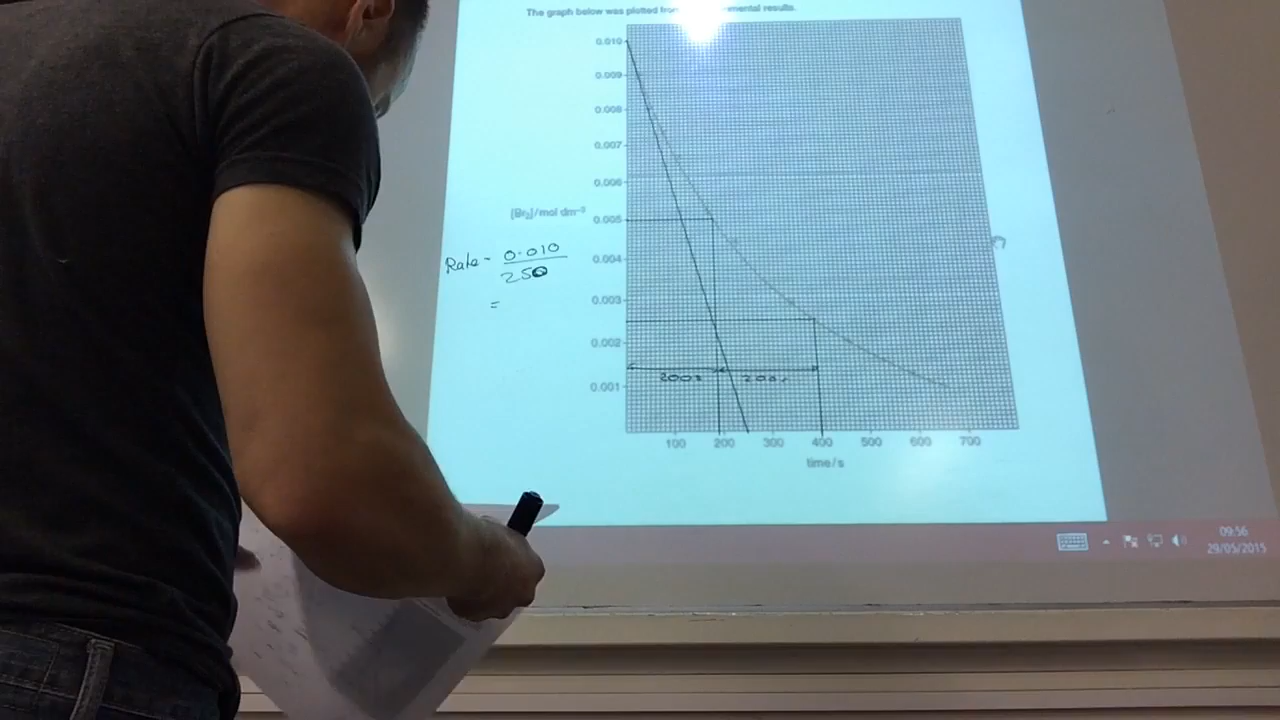 The graph below was plotted mental results.
0.010
0.009
0.008
0.007
0.006
[Br₂]/mol dm⁻³
0.005
Rate = 0.010
250
=
0.004
0.003
0.002
200s
0.001
100 200 300 400 500 600 700
time/s
09:56
29/05/2015